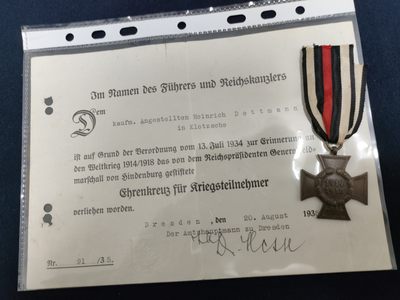 Im Namen des Führers und Reichskanzlers
Dem
kaufm. Angestellten Heinrich Dettmann
in Klotzsche
ist auf Grund der Verordnung vom 13. Juli 1934 zur Erinnerung an
den Weltkrieg 1914/1918 das von dem Reichspräsidenten Generalfeld-
marschall von Hindenburg gestiftete
Ehrenkreuz für Kriegsteilnehmer
verliehen worden.
Dresden, den 20. August 193
Der Amtshauptmann zu Dresden
Nr. 91 /35.